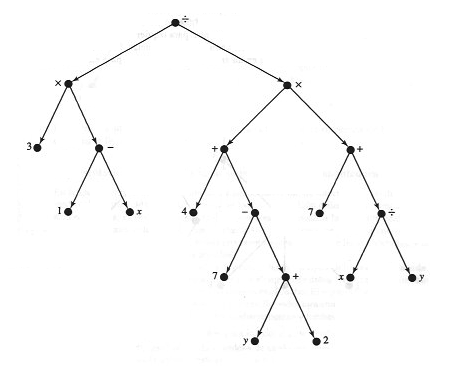 ÷
× ×
3 - + +
1 x 4 - 7 ÷
7 + x y
y 2